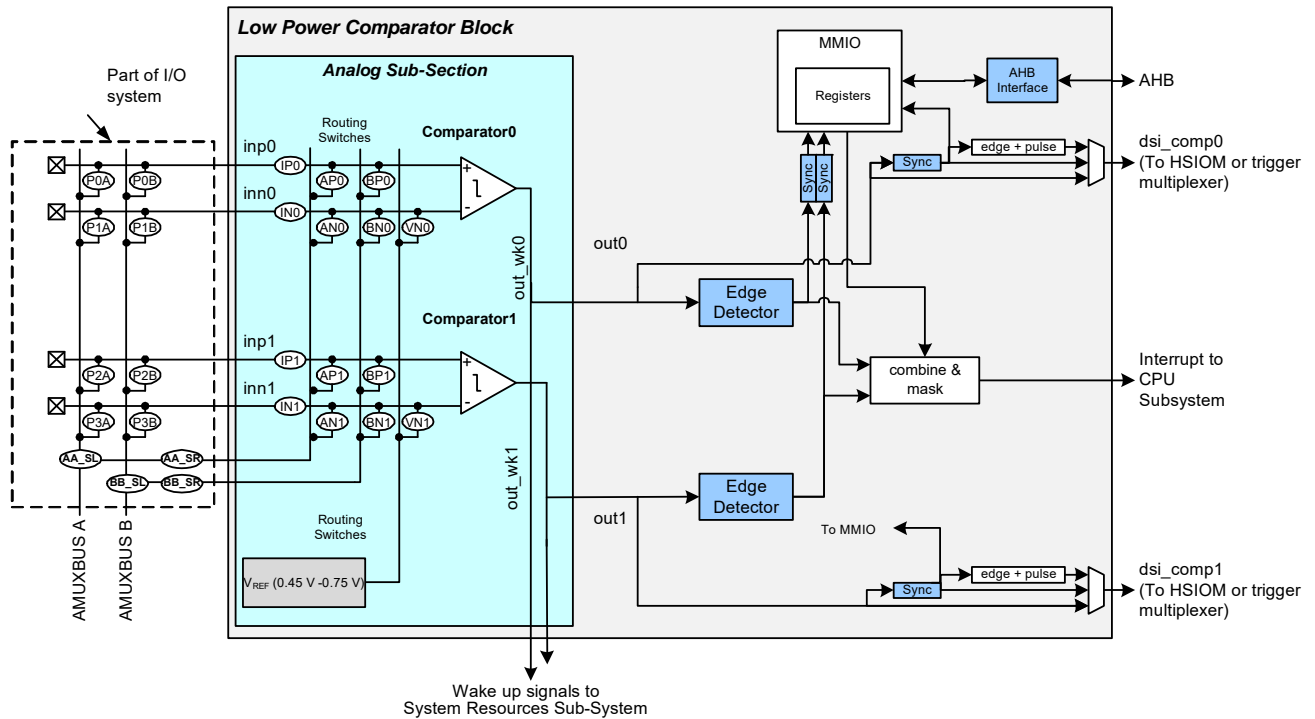 Low Power Comparator Block
Analog Sub-Section
Part of I/O
system
Routing
Switches
Comparator0
inp0
inn0
IP0
IN0
P0A
P0B
P1A
P1B
AP0
BP0
AN0
BN0
VN0
+
-
out_wk0
out0
Comparator1
inp1
inn1
IP1
IN1
P2A
P2B
P3A
P3B
AP1
BP1
AN1
BN1
VN1
+
-
AA_SL
AA_SR
BB_SL
BB_SR
AMUXBUS A
AMUXBUS B
Routing
Switches
VREF (0.45 V -0.75 V)
out_wk1
out1
MMIO
Registers
Sync
Sync
AHB
Interface
AHB
Sync
edge + pulse
dsi_comp0
(To HSIOM or trigger
multiplexer)
Edge
Detector
combine &
mask
Interrupt to
CPU
Subsystem
Edge
Detector
To MMIO
Sync
edge + pulse
dsi_comp1
(To HSIOM or trigger
multiplexer)
Wake up signals to
System Resources Sub-System